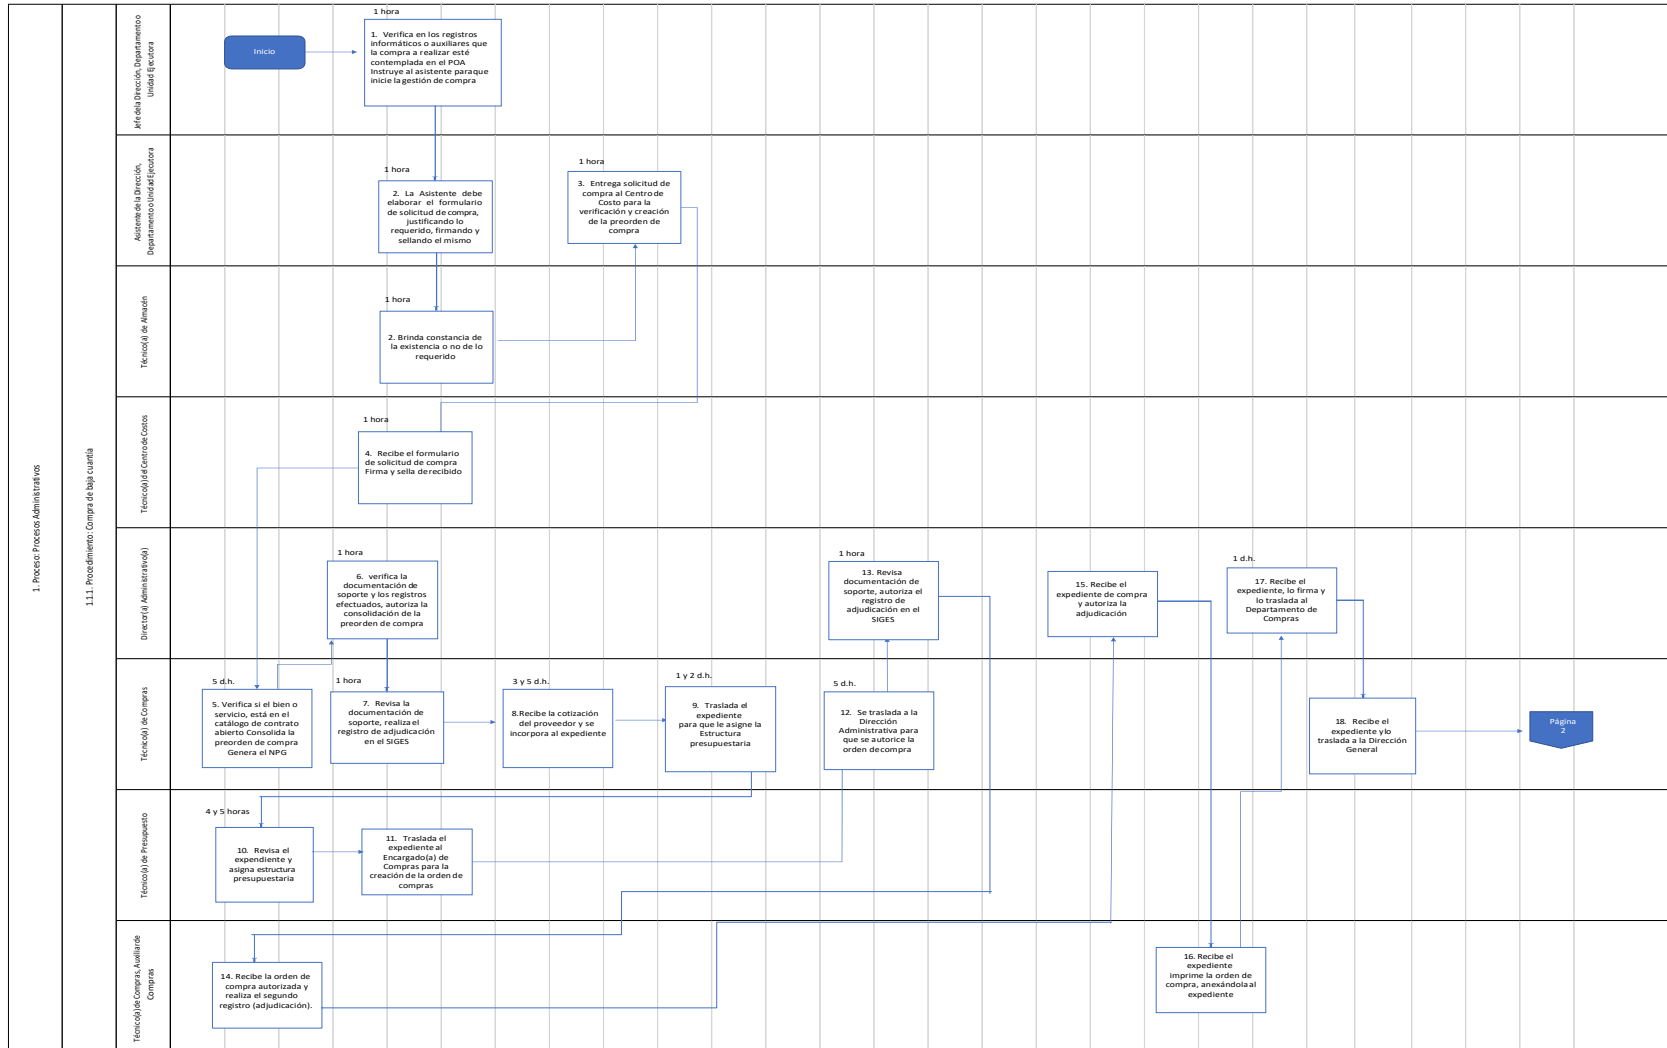 1. Proceso: Procesos Administrativos
1.1.1. Procedimiento: Compra de baja cuantía
Jefe de la Dirección, Departamento o
Unidad Ejecutora
Inicio
1 hora
1. Verifica en los registros
informáticos o auxiliares que
la compra a realizar esté
contemplada en el POA
Instruye al asistente para que
inicie la gestión de compra
Asistente de la Dirección,
Departamento o Unidad Ejecutora
1 hora
2. La Asistente debe
elaborar el formulario
de solicitud de compra,
justificando lo
requerido, firmando y
sellando el mismo
1 hora
3. Entrega solicitud de
compra al Centro de
Costo para la
verificación y creación
de la preorden de
compra
Técnico(a) de Almacén
1 hora
2. Brinda constancia de
la existencia o no de lo
requerido
Técnico(a) del Centro de Costos
1 hora
4. Recibe el formulario
de solicitud de compra
Firma y sella de recibido
Director(a) Administrativo(a)
1 hora
6. verifica la
documentación de
soporte y los registros
efectuados, autoriza la
consolidación de la
preorden de compra
1 hora
13. Revisa
documentación de
soporte, autoriza el
registro de
adjudicación en el
SIGES
15. Recibe el
expediente de compra
y autoriza la
adjudicación
1 d.h.
17. Recibe el
expediente, lo firma y
lo traslada al
Departamento de
Compras
Técnico(a) de Compras
5 d.h.
5. Verifica si el bien o
servicio, está en el
catálogo de contrato
abierto Consolida la
preorden de compra
Genera el NPG
1 hora
7. Revisa la
documentación de
soporte, realiza el
registro de adjudicación
en el SIGES
3 y 5 d.h.
8.Recibe la cotización
del proveedor y se
incorpora al expediente
1 y 2 d.h.
9. Traslada el
expediente
para que le asigne la
Estructura
presupuestaria
5 d.h.
12. Se traslada a la
Dirección
Administrativa para
que se autorice la
orden de compra
18. Recibe el
expediente y lo
traslada a la Dirección
General
Página
2
Técnico(a) de Presupuesto
4 y 5 horas
10. Revisa el
expendiente y
asigna estructura
presupuestaria
11. Traslada el
expediente al
Encargado(a) de
Compras para la
creación de la orden de
compras
Técnico(a) de Compras, Auxiliar de
Compras
14. Recibe la orden de
compra autorizada y
realiza el segundo
registro (adjudicación).
16. Recibe el
expediente
imprime la orden de
compra, anexándola al
expediente